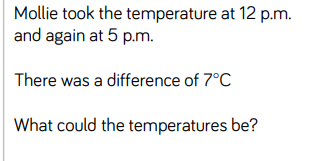 Mollie took the temperature at 12 p.m.
and again at 5 p.m.
There was a difference of 7°C
What could the temperatures be?